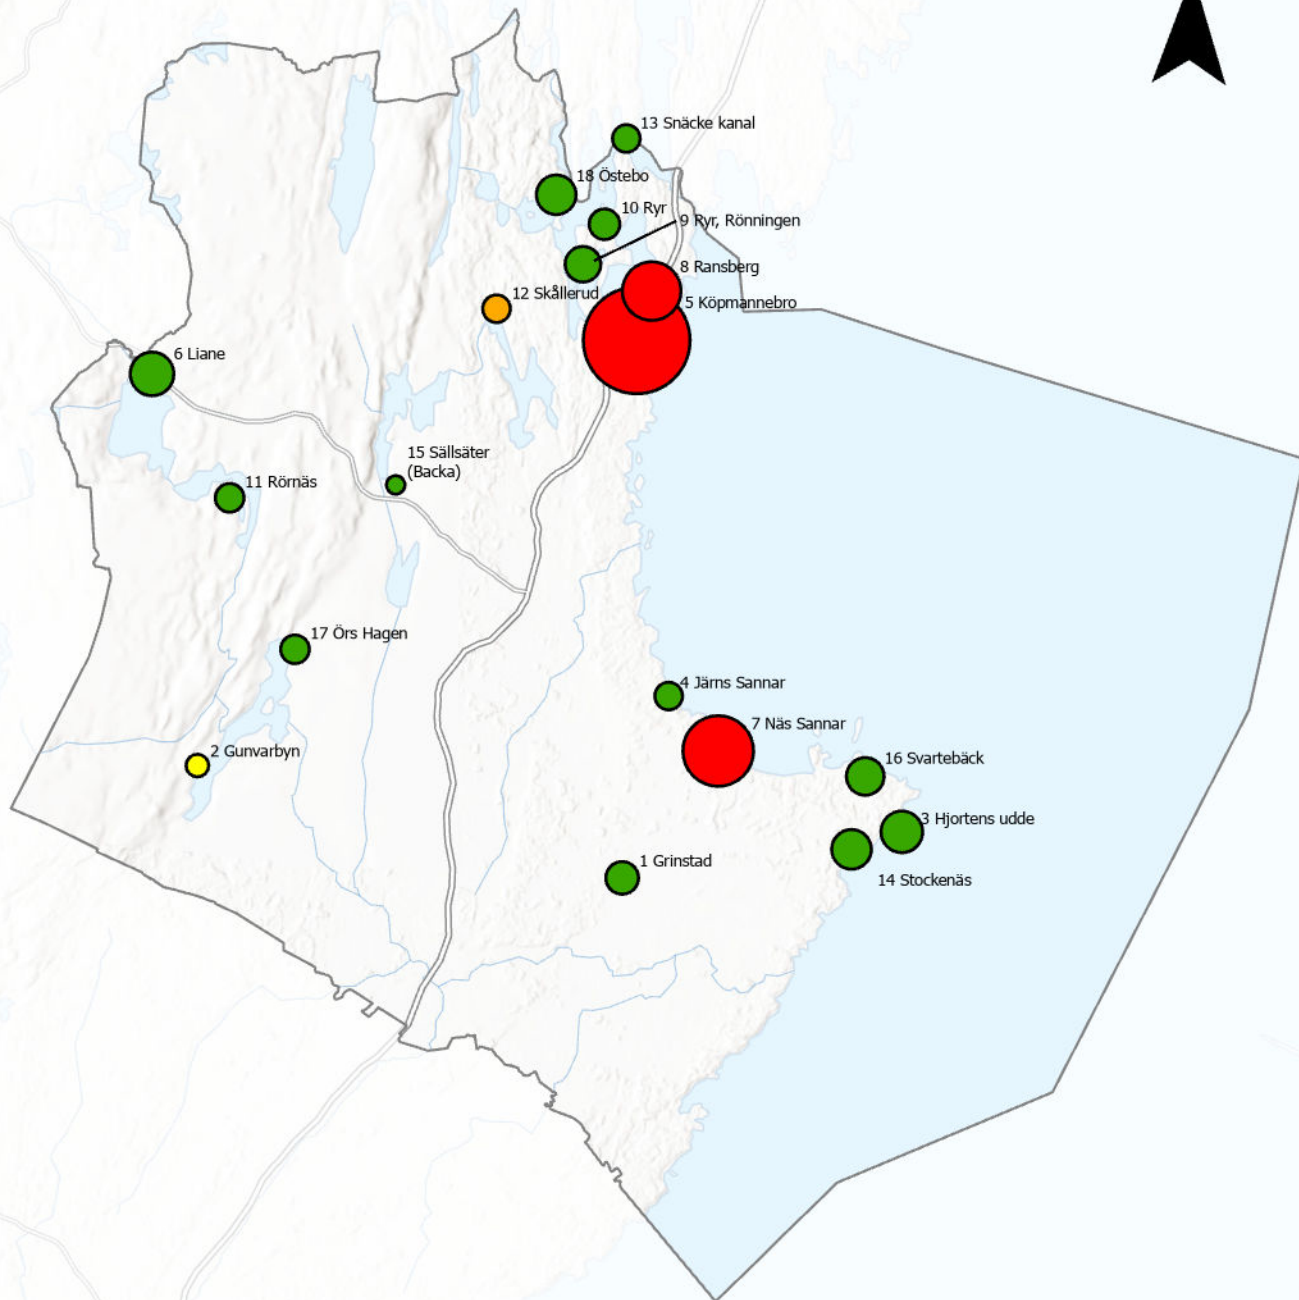 13 Snäcke kanal
18 Östebo
10 Ryr
9 Ryr, Rönningen
8 Ransberg
12 Skållerud
5 Köpmannebro
6 Liane
15 Sällsäter
(Backa)
11 Rörnäs
17 Örs Hagen
4 Järns Sannar
7 Näs Sannar
2 Gunvarbyn
16 Svartebäck
3 Hjortens udde
1 Grinstad
14 Stockenäs